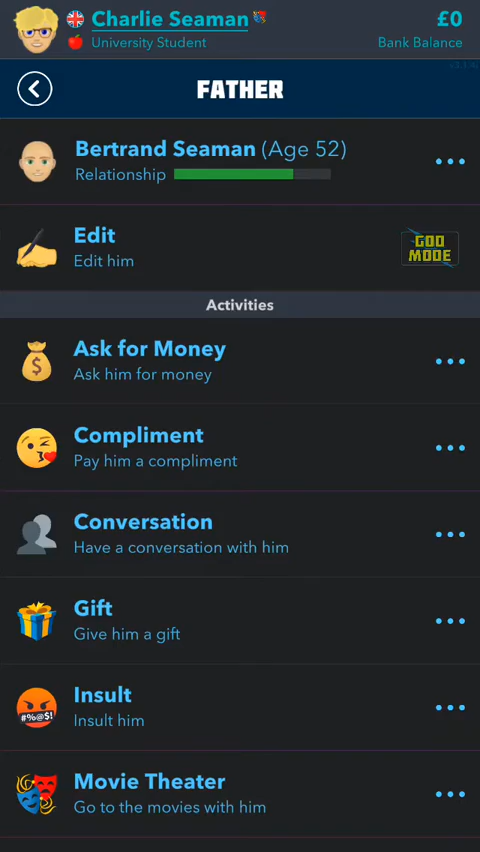 Charlie Seaman
£0
University Student
Bank Balance
FATHER
Bertrand Seaman (Age 52)
Relationship
Edit
Edit him
GOD
MODE
Activities
Ask for Money
Ask him for money
Compliment
Pay him a compliment
Conversation
Have a conversation with him
Gift
Give him a gift
#%@$!
Insult
Insult him
Movie Theater
Go to the movies with him